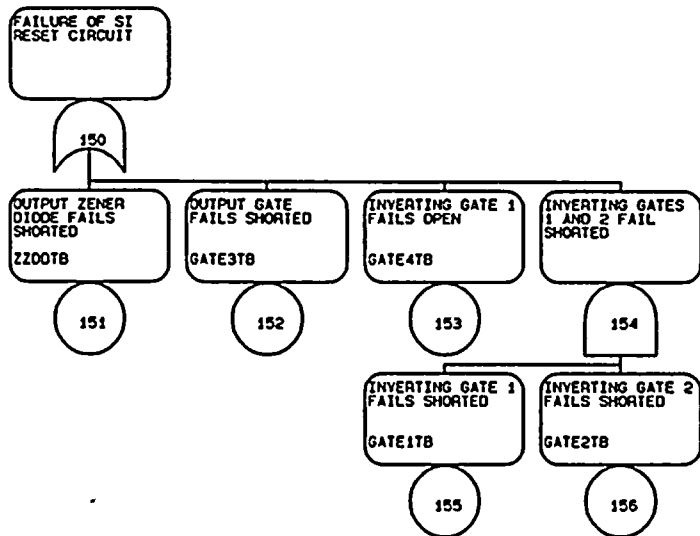 FAILURE OF SI
RESET CIRCUIT
150
OUTPUT ZENER
DIODE FAILS
SHORTED
ZZDOTB
OUTPUT GATE
FAILS SHORTED
GATE3TB
INVERTING GATE 1
FAILS OPEN
GATE4TB
INVERTING GATES
1 AND 2 FAIL
SHORTED
151
152
153
154
INVERTING GATE 1
FAILS SHORTED
GATE1TB
INVERTING GATE 2
FAILS SHORTED
GATE2TB
155
156